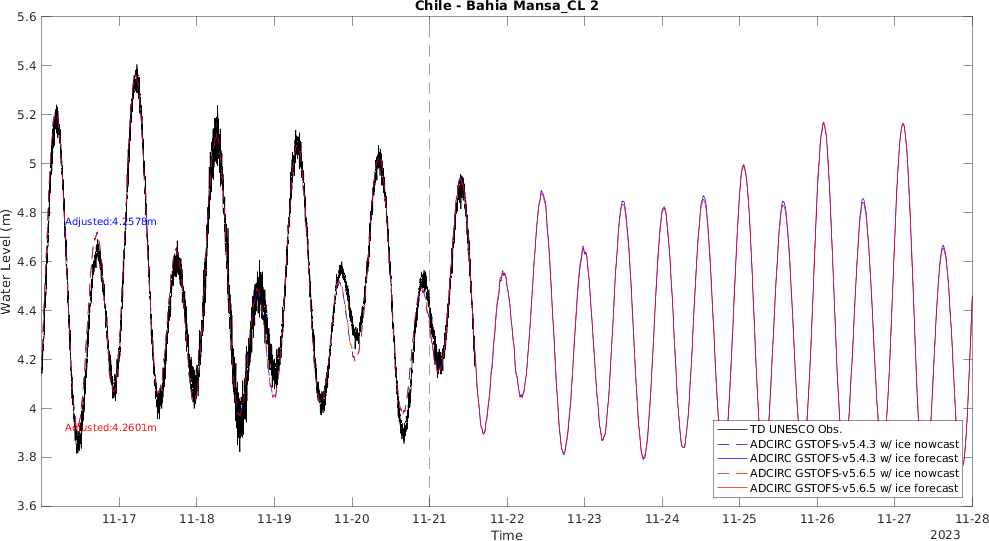 Chile - Bahia Mansa_CL 2
5.6
5.4
5.2
5
4.8
4.6
4.4
4.2
4
3.8
3.6
Water Level (m)
Adjusted:4.2578m
Adjusted:4.2601m
TD UNESCO Obs.
ADCIRC GSTOFS-v5.4.3 w/ ice nowcast
ADCIRC GSTOFS-v5.4.3 w/ ice forecast
ADCIRC GSTOFS-v5.6.5 w/ ice nowcast
ADCIRC GSTOFS-v5.6.5 w/ ice forecast
11-17 11-18 11-19 11-20 11-21 11-22 11-23 11-24 11-25 11-26 11-27 11-28
Time
2023